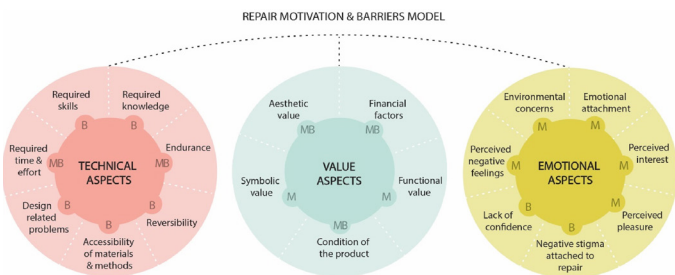 REPAIR MOTIVATION & BARRIERS MODEL
Required
skills
Required
knowledge
B
B
Required
time &
effort
MB
TECHNICAL
ASPECTS
MB
Endurance
Design
related
problems
B
B
B
Reversibility
Accessibility
of materials
& methods
Aesthetic
value
Financial
factors
MB
MB
VALUE
ASPECTS
Symbolic
value
M
M
Functional
value
MB
Condition
of the
product
Environmental
concerns
Emotional
attachment
M
M
Perceived
negative
feelings
M
EMOTIONAL
ASPECTS
M
Perceived
interest
Lack of
confidence
B
B
M
Perceived
pleasure
Negative stigma
attached to
repair